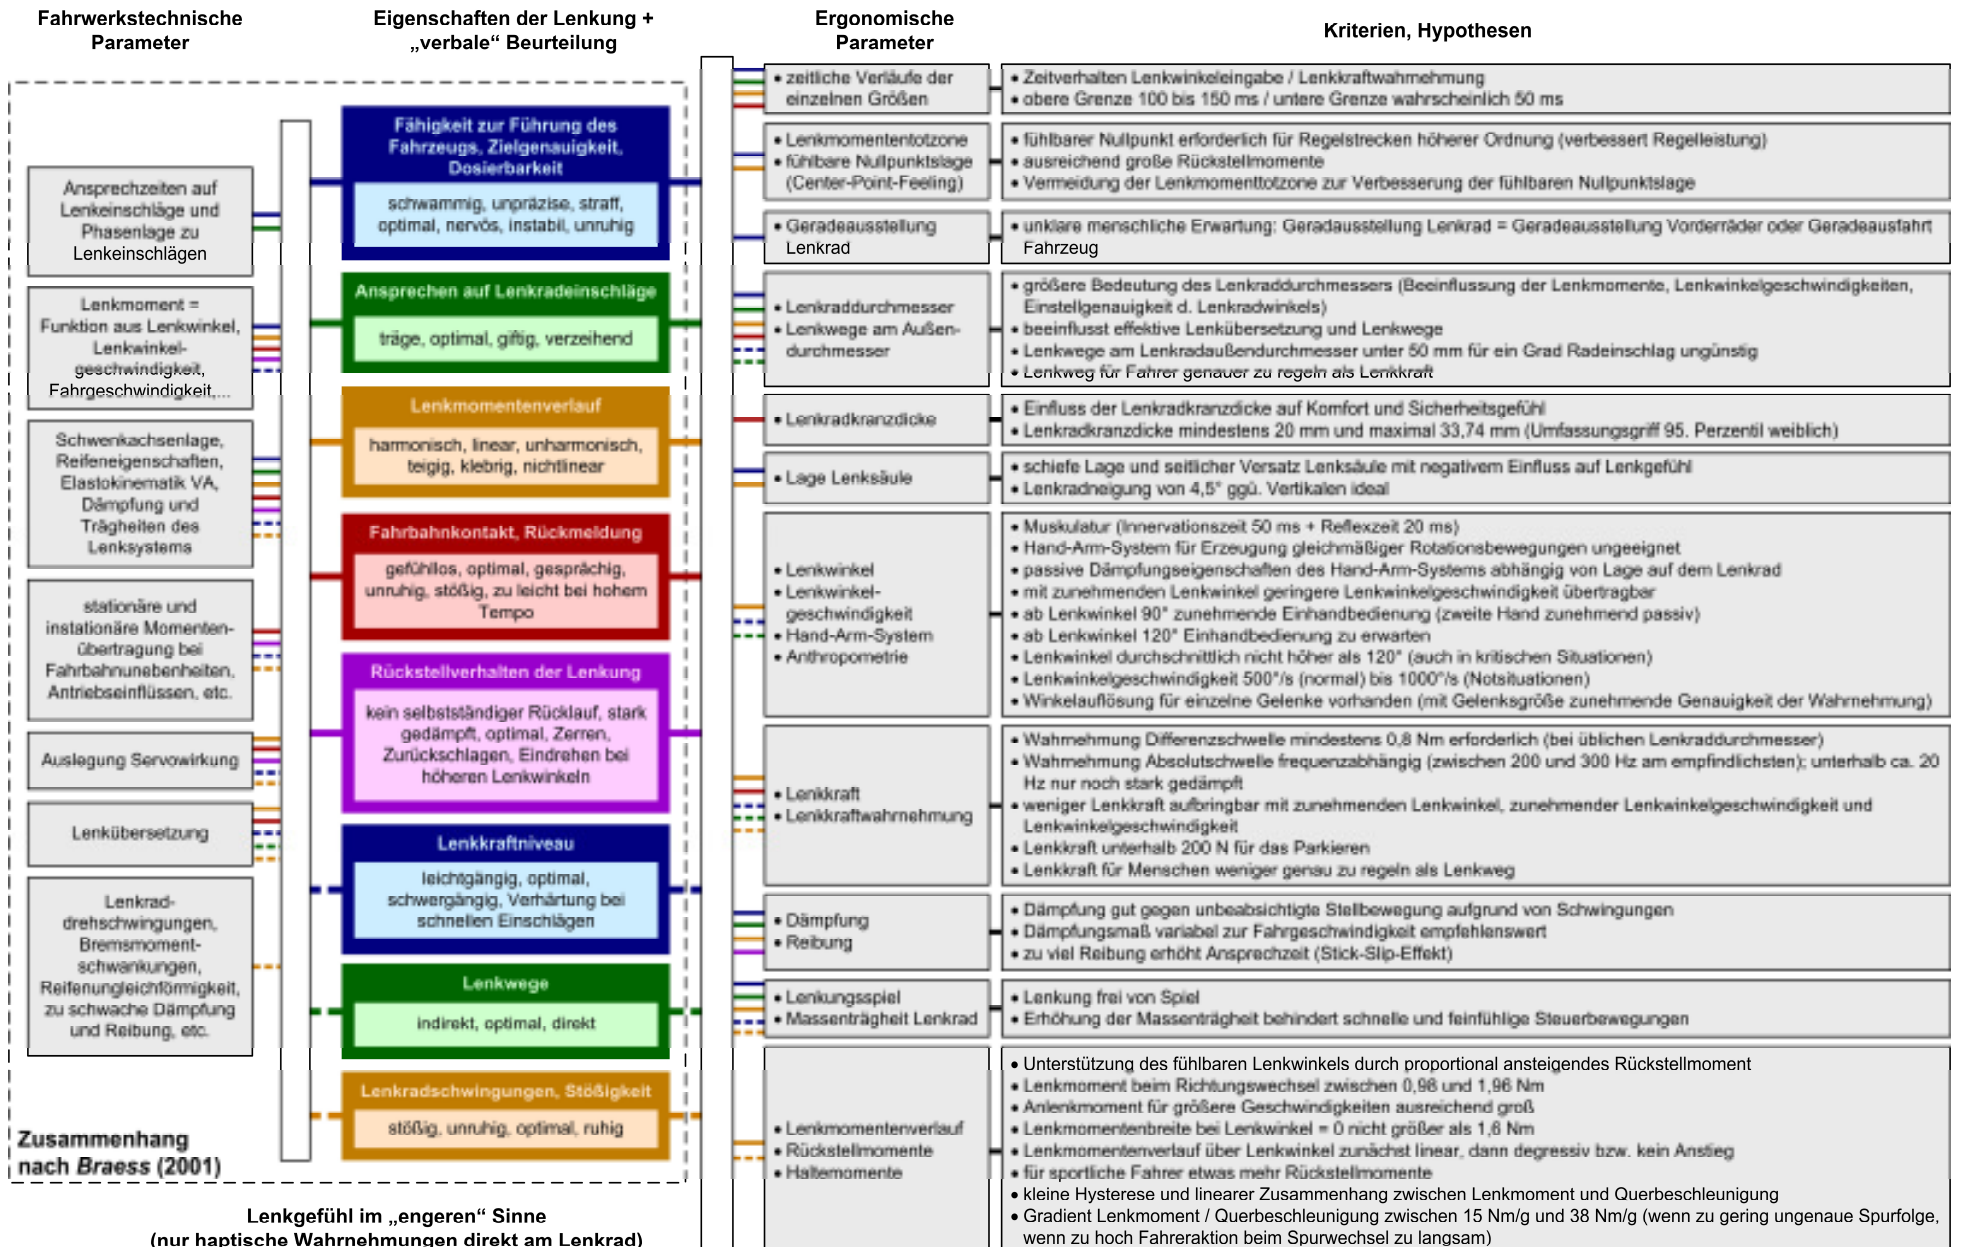 Fahrwerkstechnische
Parameter
Eigenschaften der Lenkung +
„verbale“ Beurteilung
Ergonomische
Parameter
Kriterien, Hypothesen
Ansprechzeiten auf
Lenkeinschläge und
Phasenlage zu
Lenkeinschlägen
Lenkmoment =
Funktion aus Lenkwinkel,
Lenkwinkel-
geschwindigkeit,
Fahrgeschwindigkeit,...
Schwenkachsenlage,
Reifeneigenschaften,
Elastokinematik VA,
Dämpfung und
Trägheiten des
Lenksystems
stationäre und
instationäre Momenten-
übertragung bei
Fahrbahnunebenheiten,
Antriebseinflüssen, etc.
Auslegung Servowirkung
Lenkübersetzung
Lenkrad-
drehschwingungen,
Bremsmoment-
schwankungen,
Reifenungleichförmigkeit,
zu schwache Dämpfung
und Reibung, etc.
Zusammenhang
nach Braess (2001)
Fähigkeit zur Führung des
Fahrzeugs, Zielgenauigkeit,
Dosierbarkeit
schwammig, unpräzise, straff,
optimal, nervös, instabil, unruhig
Ansprechen auf Lenkradeinschläge
träge, optimal, giftig, verzeihend
Lenkmomentenverlauf
harmonisch, linear, unharmonisch,
teigig, klebrig, nichtlinear
Fahrbahnkontakt, Rückmeldung
gefühllos, optimal, gesprächig,
unruhig, stößig, zu leicht bei hohem
Tempo
Rückstellverhalten der Lenkung
kein selbstständiger Rücklauf, stark
gedämpft, optimal, Zerren,
Zurückschlagen, Eindrehen bei
höheren Lenkwinkeln
Lenkkraftniveau
leichtgängig, optimal,
schwergängig, Verhärtung bei
schnellen Einschlägen
Lenkwege
indirekt, optimal, direkt
Lenkradschwingungen, Stößigkeit
stößig, unruhig, optimal, ruhig
Lenkgefühl im „engeren“ Sinne
(nur haptische Wahrnehmungen direkt am Lenkrad)
• zeitliche Verläufe der
einzelnen Größen
• Zeitverhalten Lenkwinkeleingabe / Lenkkraftwahrnehmung
• obere Grenze 100 bis 150 ms / untere Grenze wahrscheinlich 50 ms
• Lenkmomententotzone
• fühlbare Nullpunktslage
(Center-Point-Feeling)
• fühlbarer Nullpunkt erforderlich für Regelstrecken höherer Ordnung (verbessert Regelleistung)
• ausreichend große Rückstellmomente
• Vermeidung der Lenkmomenttotzone zur Verbesserung der fühlbaren Nullpunktslage
• Geradeausstellung
Lenkrad
• unklare menschliche Erwartung: Geradausstellung Lenkrad = Geradeausstellung Vorderräder oder Geradeausfahrt
Fahrzeug
• Lenkraddurchmesser
• Lenkwege am Außen-
durchmesser
• größere Bedeutung des Lenkraddurchmessers (Beeinflussung der Lenkmomente, Lenkwinkelgeschwindigkeiten,
Einstellgenauigkeit d. Lenkradwinkels)
• beeinflusst effektive Lenkübersetzung und Lenkwege
• Lenkwege am Lenkradaußendurchmesser unter 50 mm für ein Grad Radeinschlag ungünstig
• Lenkweg für Fahrer genauer zu regeln als Lenkkraft
• Lenkradkranzdicke
• Einfluss der Lenkradkranzdicke auf Komfort und Sicherheitsgefühl
• Lenkradkranzdicke mindestens 20 mm und maximal 33,74 mm (Umfassungsgriff 95. Perzentil weiblich)
• Lage Lenksäule
• schiefe Lage und seitlicher Versatz Lenksäule mit negativem Einfluss auf Lenkgefühl
• Lenkradneigung von 4,5° ggü. Vertikalen ideal
• Lenkwinkel
• Lenkwinkel-
geschwindigkeit
• Hand-Arm-System
• Anthropometrie
• Muskulatur (Innervationszeit 50 ms + Reflexzeit 20 ms)
• Hand-Arm-System für Erzeugung gleichmäßiger Rotationsbewegungen ungeeignet
• passive Dämpfungseigenschaften des Hand-Arm-Systems abhängig von Lage auf dem Lenkrad
• mit zunehmenden Lenkwinkel geringere Lenkwinkelgeschwindigkeit übertragbar
• ab Lenkwinkel 90° zunehmende Einhandbedienung (zweite Hand zunehmend passiv)
• ab Lenkwinkel 120° Einhandbedienung zu erwarten
• Lenkwinkel durchschnittlich nicht höher als 120° (auch in kritischen Situationen)
• Lenkwinkelgeschwindigkeit 500°/s (normal) bis 1000°/s (Notsituationen)
• Winkelauflösung für einzelne Gelenke vorhanden (mit Gelenksgröße zunehmende Genauigkeit der Wahrnehmung)
• Lenkkraft
• Lenkkraftwahrnehmung
• Wahrnehmung Differenzschwelle mindestens 0,8 Nm erforderlich (bei üblichen Lenkraddurchmesser)
• Wahrnehmung Absolutschwelle frequenzabhängig (zwischen 200 und 300 Hz am empfindlichsten); unterhalb ca. 20
Hz nur noch stark gedämpft
• weniger Lenkkraft aufbringbar mit zunehmenden Lenkwinkel, zunehmender Lenkwinkelgeschwindigkeit und
Lenkwinkelgeschwindigkeit
• Lenkkraft unterhalb 200 N für das Parkieren
• Lenkkraft für Menschen weniger genau zu regeln als Lenkweg
• Dämpfung
• Reibung
• Dämpfung gut gegen unbeabsichtigte Stellbewegung aufgrund von Schwingungen
• Dämpfungsmaß variabel zur Fahrgeschwindigkeit empfehlenswert
• zu viel Reibung erhöht Ansprechzeit (Stick-Slip-Effekt)
• Lenkungsspiel
• Massenträgheit Lenkrad
• Lenkung frei von Spiel
• Erhöhung der Massenträgheit behindert schnelle und feinfühlige Steuerbewegungen
• Lenkmomentenverlauf
• Rückstellmomente
• Haltemomente
• Unterstützung des fühlbaren Lenkwinkels durch proportional ansteigendes Rückstellmoment
• Lenkmoment beim Richtungswechsel zwischen 0,98 und 1,96 Nm
• Anlenkmoment für größere Geschwindigkeiten ausreichend groß
• Lenkmomentenbreite bei Lenkwinkel = 0 nicht größer als 1,6 Nm
• Lenkmomentenverlauf über Lenkwinkel zunächst linear, dann degressiv bzw. kein Anstieg
• für sportliche Fahrer etwas mehr Rückstellmomente
• kleine Hysterese und linearer Zusammenhang zwischen Lenkmoment und Querbeschleunigung
• Gradient Lenkmoment / Querbeschleunigung zwischen 15 Nm/g und 38 Nm/g (wenn zu gering ungenaue Spurfolge,
wenn zu hoch Fahreraktion beim Spurwechsel zu langsam)